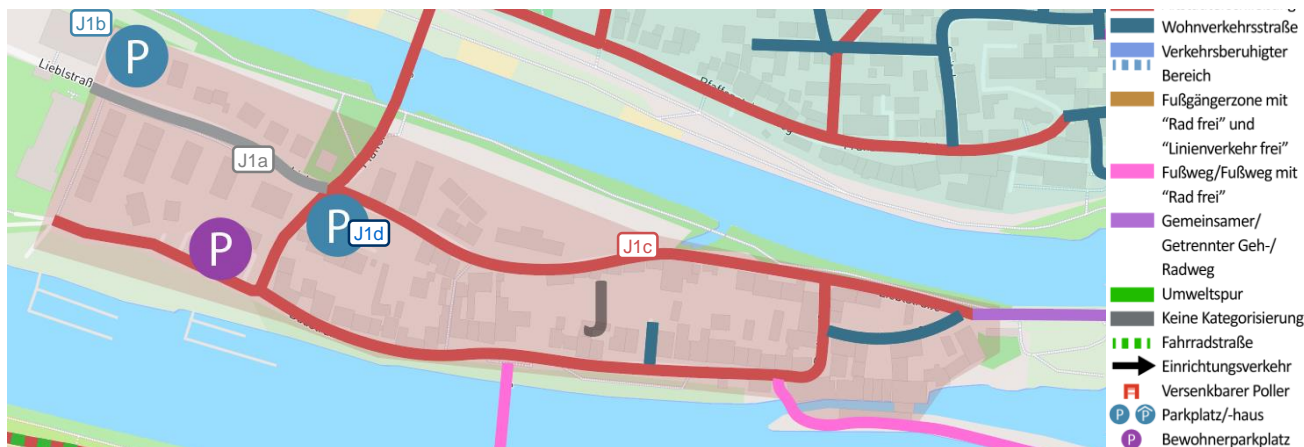 J1b
P
Lieblstraß
J1a
P
J1d
P
J1c
J
Wohnverkehrsstraße
Verkehrsberuhigter
Bereich
Fußgängerzone mit
“Rad frei” und
“Linienverkehr frei”
Fußweg/Fußweg mit
“Rad frei”
Gemeinsamer/
Getrennter Geh-/
Radweg
Umweltspur
Keine Kategorisierung
Fahrradstraße
Einrichtungsverkehr
Versenkbarer Poller
P P Parkplatz/-haus
P Bewohnerparkplatz